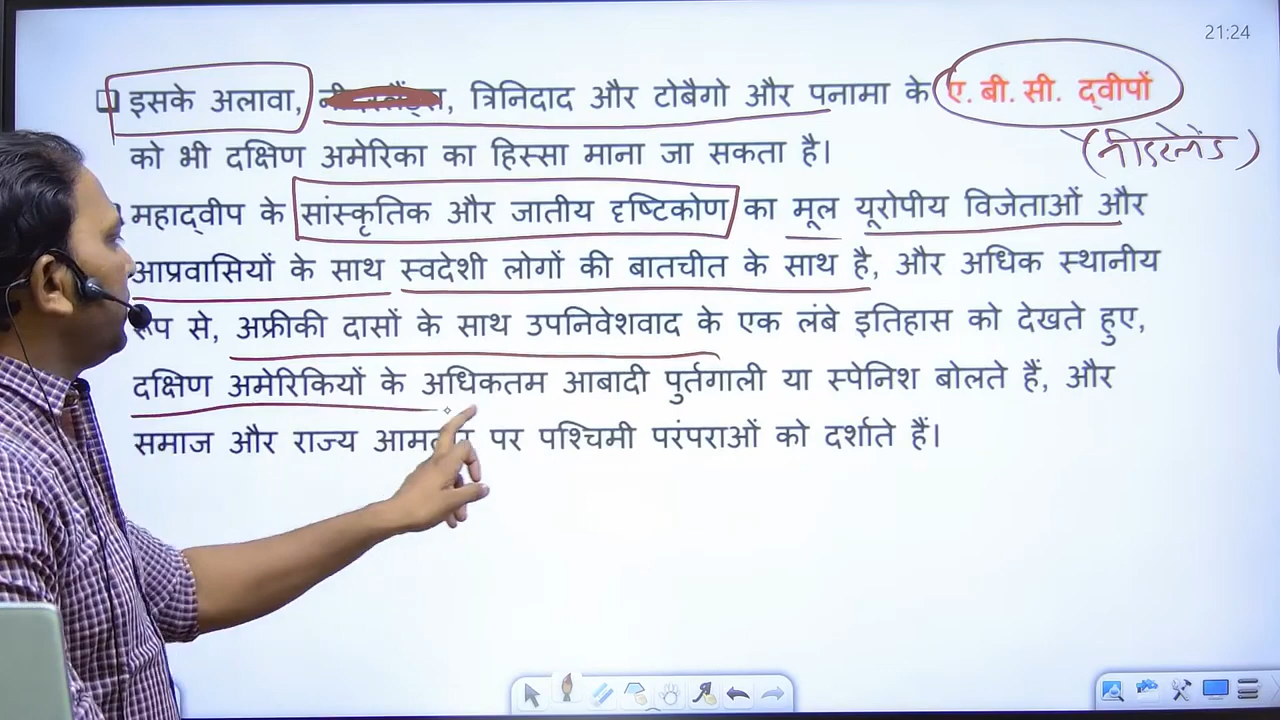 21:24
इसके अलावा, त्रिनिदाद और टोबैगो और पनामा के ए. बी. सी. द्वीपों
(नीडरलैंड)
को भी दक्षिण अमेरिका का हिस्सा माना जा सकता है।
महाद्वीप के सांस्कृतिक और जातीय दृष्टिकोण का मूल यूरोपीय विजेताओं और
आप्रवासियों के साथ स्वदेशी लोगों की बातचीत के साथ है, और अधिक स्थानीय
रूप से, अफ्रीकी दासों के साथ उपनिवेशवाद के एक लंबे इतिहास को देखते हुए,
दक्षिण अमेरिकियों के अधिकतम आबादी पुर्तगाली या स्पेनिश बोलते हैं, और
समाज और राज्य आमतौर पर पश्चिमी परंपराओं को दर्शाते हैं।